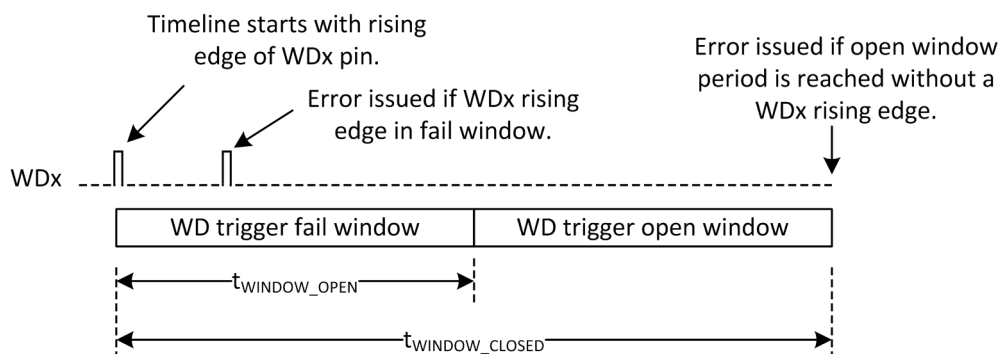 Timeline starts with rising
edge of WDx pin.
Error issued if WDx rising
edge in fail window.
Error issued if open window
period is reached without a
WDx rising edge.
WDx
WD trigger fail window
WD trigger open window
tWINDOW_OPEN
tWINDOW_CLOSED